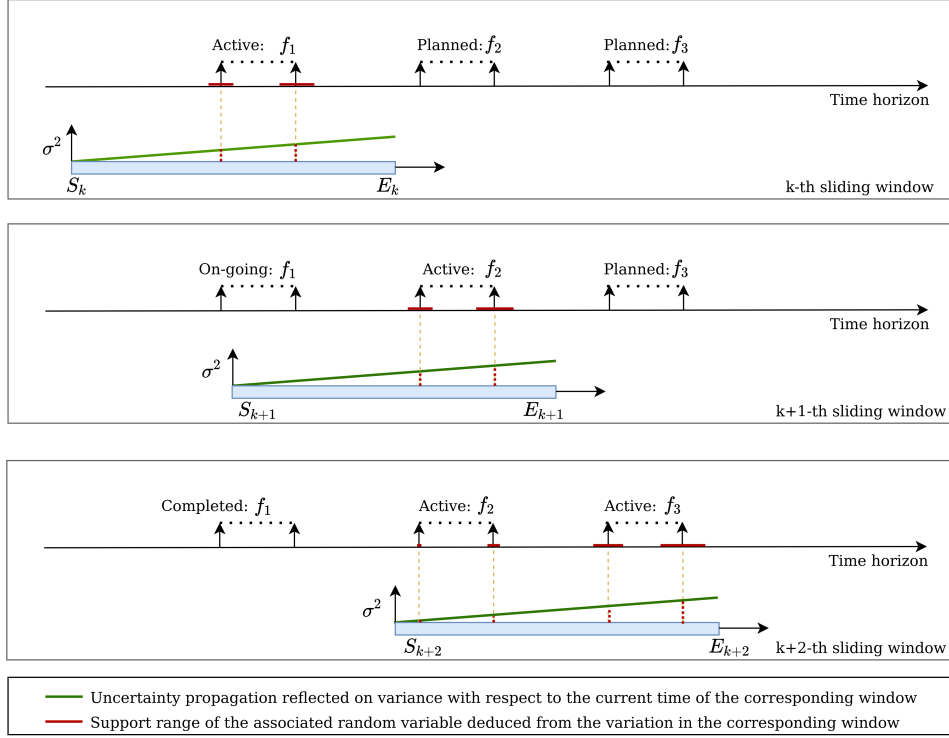 Active: f₁ Planned: f₂ Planned: f₃
Time horizon
σ²
Sₖ Eₖ
k-th sliding window
On-going: f₁ Active: f₂ Planned: f₃
Time horizon
σ²
Sₖ₊₁ Eₖ₊₁
k+1-th sliding window
Completed: f₁ Active: f₂ Active: f₃
Time horizon
σ²
Sₖ₊₂ Eₖ₊₂
k+2-th sliding window
Uncertainty propagation reflected on variance with respect to the current time of the corresponding window
Support range of the associated random variable deduced from the variation in the corresponding window